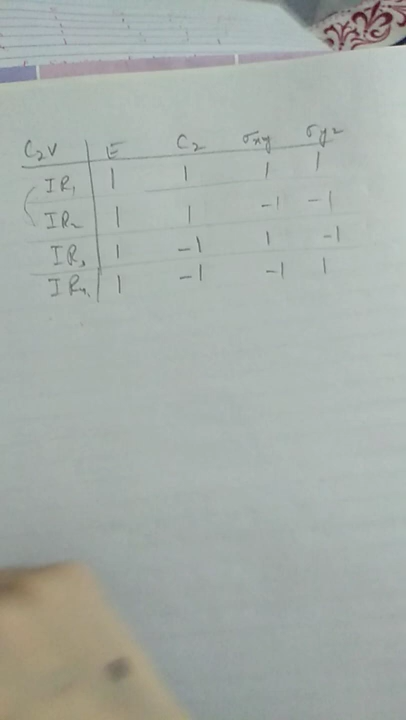 C2V E C2 σxy σyz
IR1 1 1 1 1
IR2 1 1 -1 -1
IR3 1 -1 1 -1
IR4 1 -1 -1 1